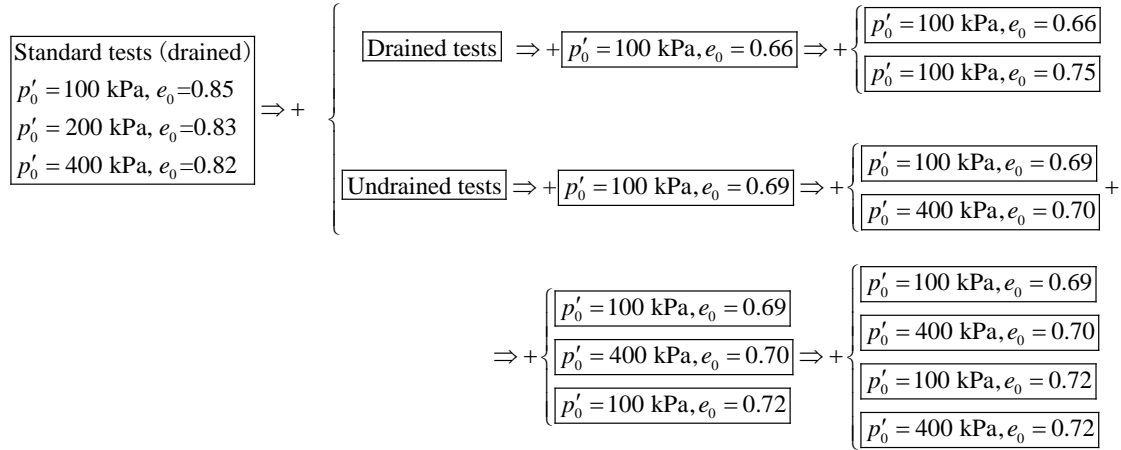 Standard tests (drained)
p′₀ = 100 kPa, e₀=0.85
p′₀ = 200 kPa, e₀=0.83
p′₀ = 400 kPa, e₀=0.82
⇒ +
Drained tests ⇒ + p′₀ = 100 kPa, e₀ = 0.66 ⇒ +
p′₀ = 100 kPa, e₀ = 0.66
p′₀ = 100 kPa, e₀ = 0.75
Undrained tests ⇒ + p′₀ = 100 kPa, e₀ = 0.69 ⇒ +
p′₀ = 100 kPa, e₀ = 0.69
p′₀ = 400 kPa, e₀ = 0.70
+
⇒ +
p′₀ = 100 kPa, e₀ = 0.69
p′₀ = 400 kPa, e₀ = 0.70
p′₀ = 100 kPa, e₀ = 0.72
⇒ +
p′₀ = 100 kPa, e₀ = 0.69
p′₀ = 400 kPa, e₀ = 0.70
p′₀ = 100 kPa, e₀ = 0.72
p′₀ = 400 kPa, e₀ = 0.72